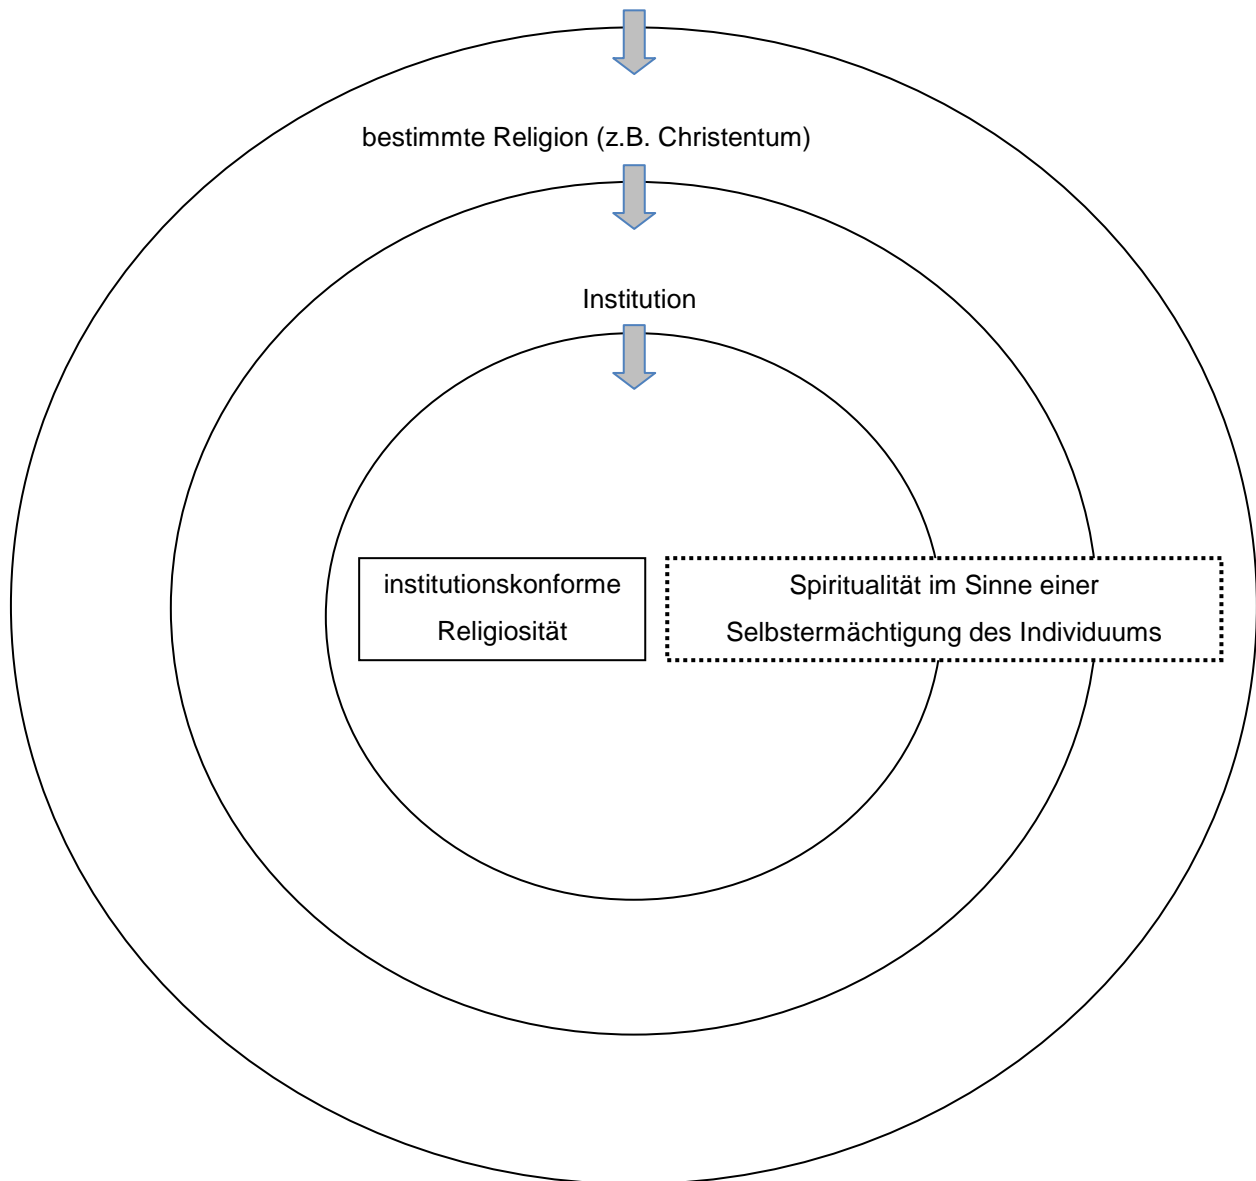 bestimmte Religion (z.B. Christentum)
Institution
institutionskonforme
Religiosität
Spiritualität im Sinne einer
Selbstermächtigung des Individuums